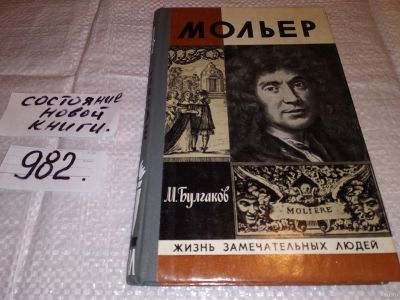 состояние
новой
книги.
982.
МОЛЬЕР
М. Булгаков
MOLIERE
ЖИЗНЬ ЗАМЕЧАТЕЛЬНЫХ ЛЮДЕЙ